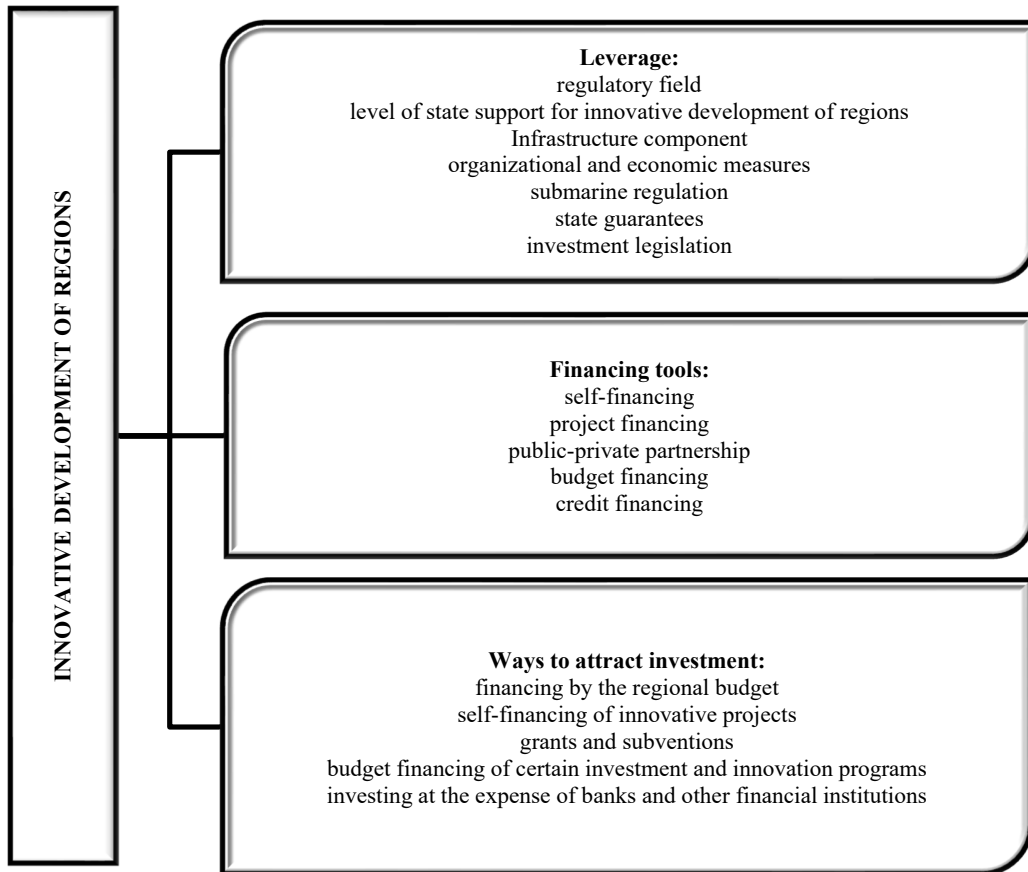 INNOVATIVE DEVELOPMENT OF REGIONS
Leverage:
regulatory field
level of state support for innovative development of regions
Infrastructure component
organizational and economic measures
submarine regulation
state guarantees
investment legislation
Financing tools:
self-financing
project financing
public-private partnership
budget financing
credit financing
Ways to attract investment:
financing by the regional budget
self-financing of innovative projects
grants and subventions
budget financing of certain investment and innovation programs
investing at the expense of banks and other financial institutions